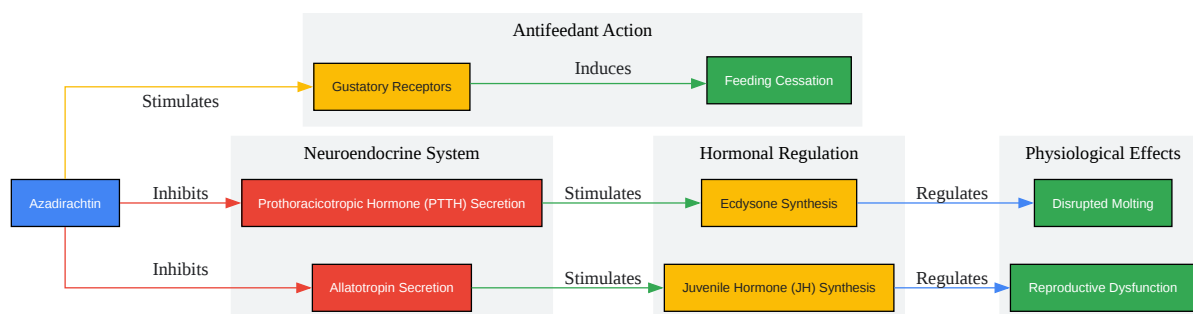 Antifeedant Action
Induces
Gustatory Receptors
Feeding Cessation
Stimulates
Neuroendocrine System
Hormonal Regulation
Physiological Effects
Azadirachtin
Inhibits
Prothoracicotropic Hormone (PTTH) Secretion
Stimulates
Ecdysone Synthesis
Regulates
Disrupted Molting
Inhibits
Allatotropin Secretion
Stimulates
Juvenile Hormone (JH) Synthesis
Regulates
Reproductive Dysfunction